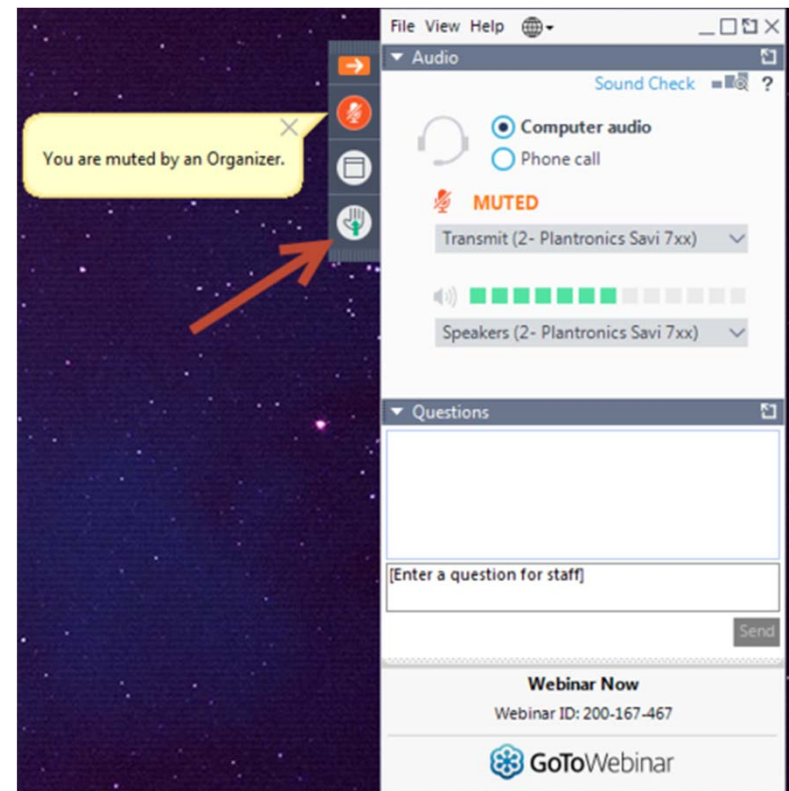 File View Help
Audio
Sound Check ?
Computer audio
You are muted by an Organizer.
Phone call
MUTED
Transmit (2- Plantronics Savi 7xx)
Speakers (2- Plantronics Savi 7xx)
Questions
[Enter a question for staff]
Send
Webinar Now
Webinar ID: 200-167-467
GoToWebinar